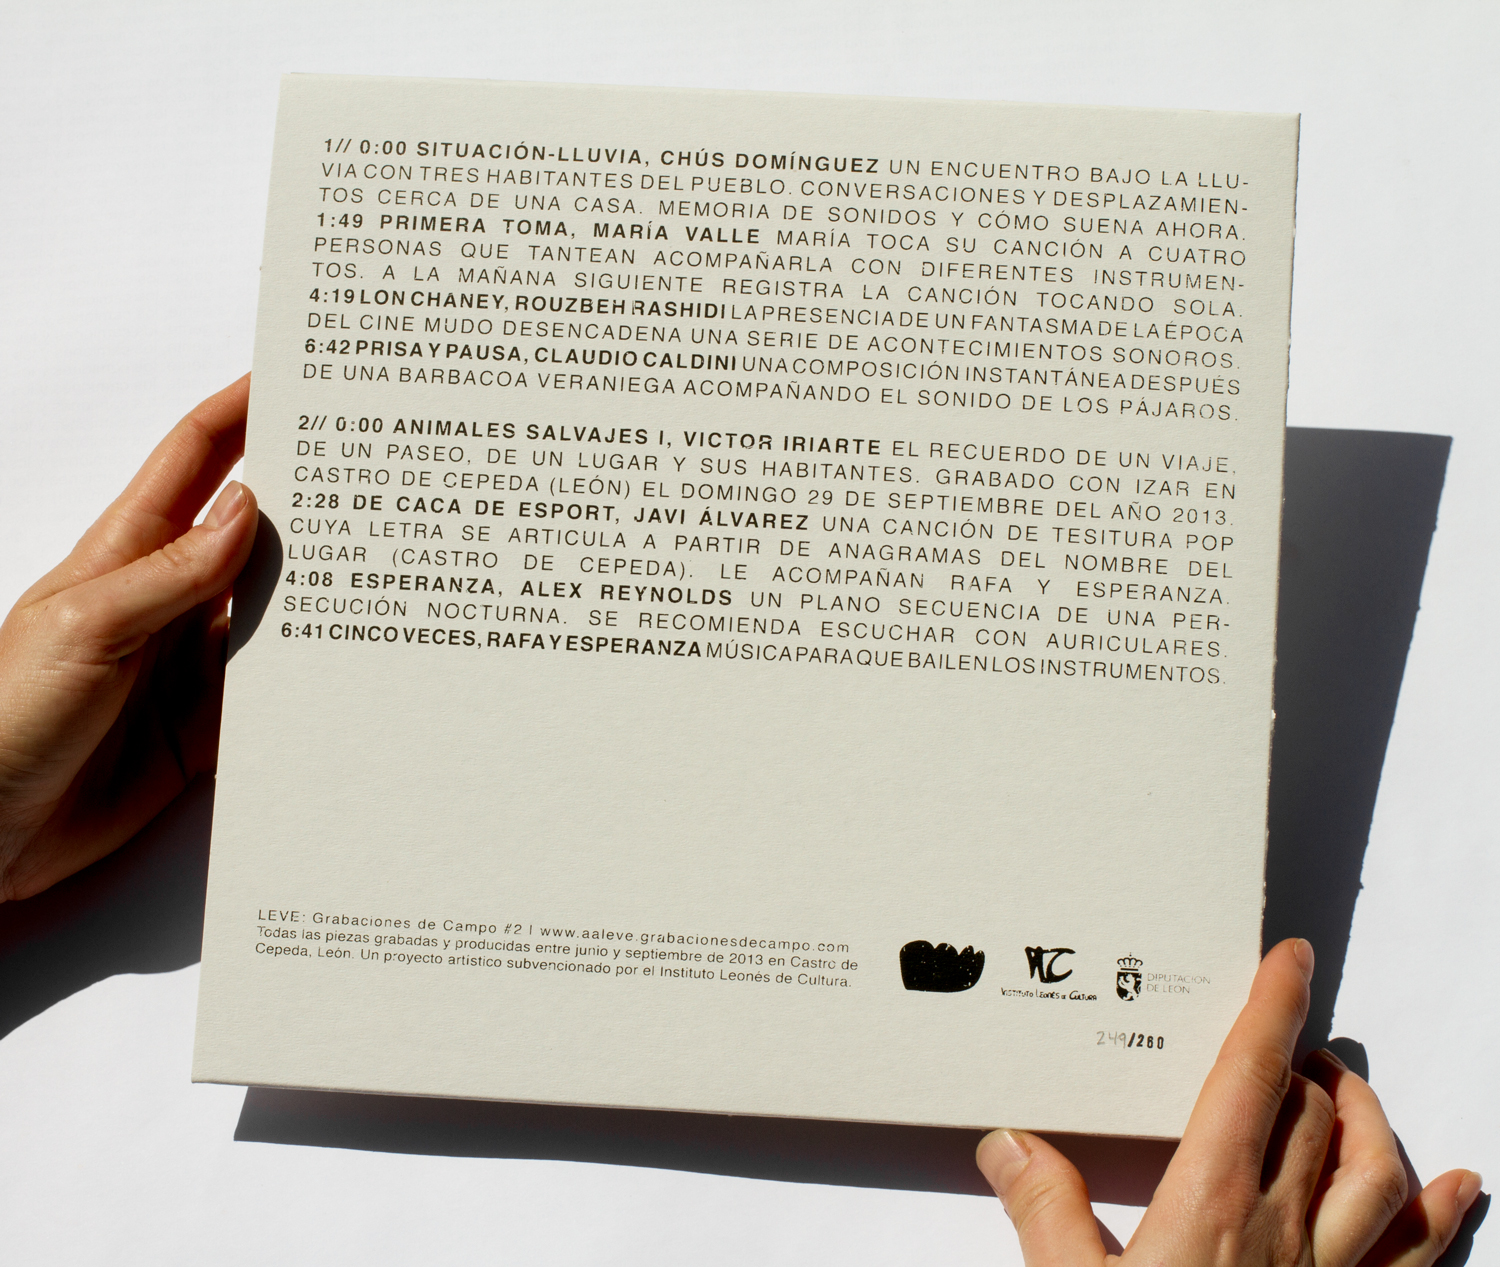 1// 0:00 SITUACIÓN-LLUVIA, CHÚS DOMÍNGUEZ UN ENCUENTRO BAJO LA LLU-
VIA CON TRES HABITANTES DEL PUEBLO. CONVERSACIONES Y DESPLAZAMIEN-
TOS CERCA DE UNA CASA. MEMORIA DE SONIDOS Y CÓMO SUENA AHORA.
1:49 PRIMERA TOMA, MARÍA VALLE MARÍA TOCA SU CANCIÓN A CUATRO
PERSONAS QUE TANTEAN ACOMPAÑARLA CON DIFERENTES INSTRUMEN-
TOS. A LA MAÑANA SIGUIENTE REGISTRA LA CANCIÓN TOCANDO SOLA.
4:19 LON CHANEY, ROUZBEH RASHIDI LA PRESENCIA DE UN FANTASMA DE LA ÉPOCA
DEL CINE MUDO DESENCADENA UNA SERIE DE ACONTECIMIENTOS SONOROS.
6:42 PRISA Y PAUSA, CLAUDIO CALDINI UNA COMPOSICIÓN INSTANTÁNEA DESPUÉS
DE UNA BARBACOA VERANIEGA ACOMPAÑANDO EL SONIDO DE LOS PÁJAROS.
2// 0:00 ANIMALES SALVAJES I, VICTOR IRIARTE EL RECUERDO DE UN VIAJE,
DE UN PASEO, DE UN LUGAR Y SUS HABITANTES. GRABADO CON IZAR EN
CASTRO DE CEPEDA (LEÓN) EL DOMINGO 29 DE SEPTIEMBRE DEL AÑO 2013.
2:28 DE CACA DE ESPORT, JAVI ÁLVAREZ UNA CANCIÓN DE TESITURA POP
CUYA LETRA SE ARTICULA A PARTIR DE ANAGRAMAS DEL NOMBRE DEL
LUGAR (CASTRO DE CEPEDA). LE ACOMPAÑAN RAFA Y ESPERANZA.
4:08 ESPERANZA, ALEX REYNOLDS UN PLANO SECUENCIA DE UNA PER-
SECUCIÓN NOCTURNA. SE RECOMIENDA ESCUCHAR CON AURICULARES.
6:41 CINCO VECES, RAFA Y ESPERANZA MÚSICA PARA QUE BAILEN LOS INSTRUMENTOS.
LEVE: Grabaciones de Campo #2 | www.aaleve.grabacionesdecampo.com
Todas las piezas grabadas y producidas entre junio y septiembre de 2013 en Castro de
Cepeda, León. Un proyecto artístico subvencionado por el Instituto Leonés de Cultura.
INSTITUTO LEONÉS DE CULTURA
DIPUTACIÓN
DE LEÓN
249/260